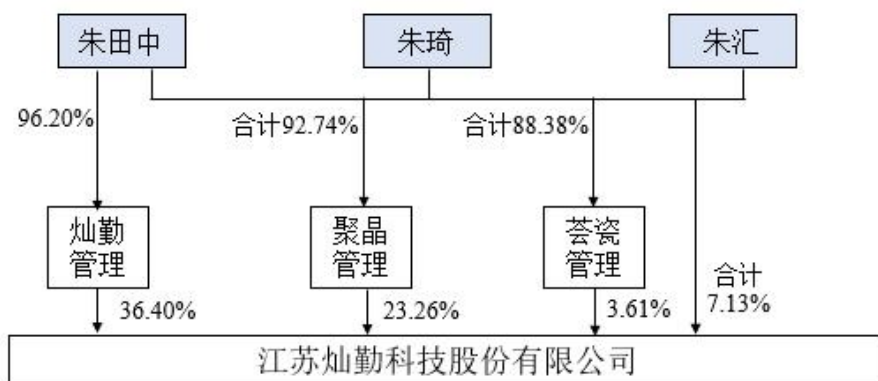 朱田中
朱琦
朱汇
96.20%
合计92.74%
合计88.38%
灿勤
管理
聚晶
管理
荟瓷
管理
合计
7.13%
36.40%
23.26%
3.61%
江苏灿勤科技股份有限公司